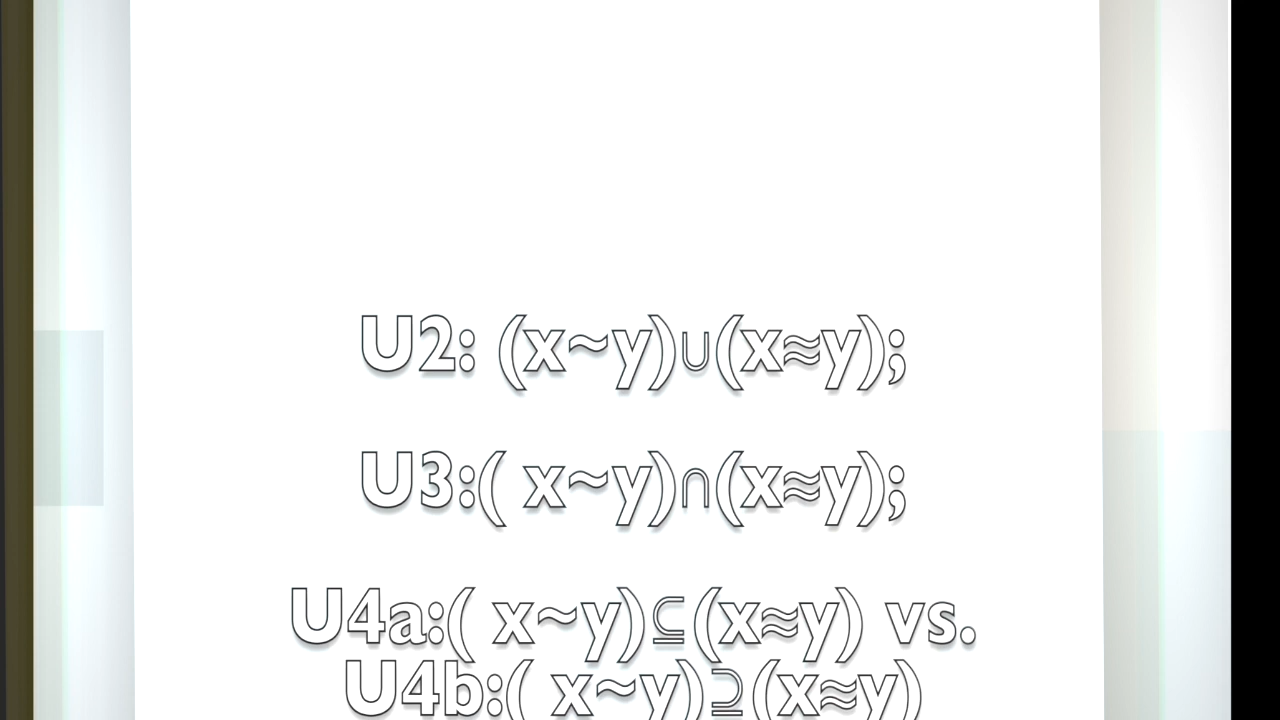 U2: (x~y)∪(x≈y);
U3:( x~y)∩(x≈y);
U4a:( x~y)⊆(x≈y) vs.
U4b:( x~y)⊇(x≈y)